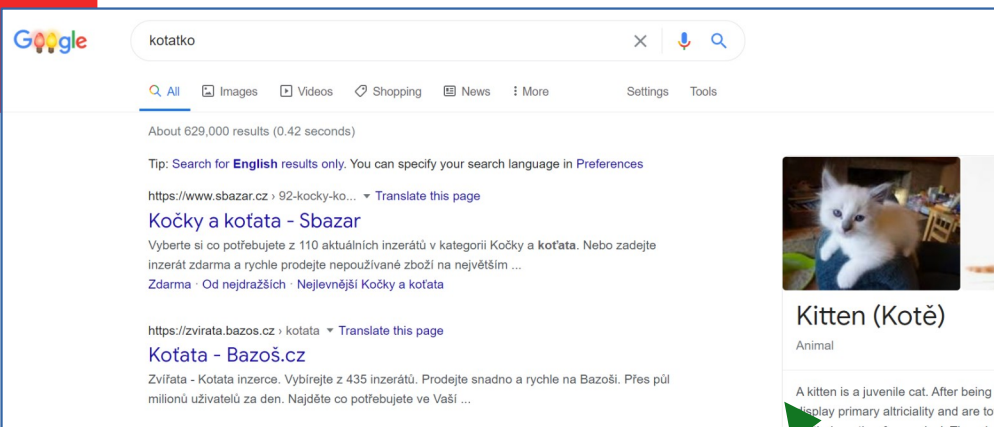 Google
kotatko
All Images Videos Shopping News More Settings Tools
About 629,000 results (0.42 seconds)
Tip: Search for English results only. You can specify your search language in Preferences
https://www.sbazar.cz › 92-kocky-ko... Translate this page
Kočky a koťata - Sbazar
Vyberte si co potřebujete z 110 aktuálních inzerátů v kategorii Kočky a koťata. Nebo zadejte
inzerát zdarma a rychle prodejte nepoužívané zboží na největším ...
Zdarma · Od nejdražších · Nejlevnější Kočky a koťata
https://zvirata.bazos.cz › kotata Translate this page
Koťata - Bazoš.cz
Zvířata - Kotata inzerce. Vybírejte z 435 inzerátů. Prodejte snadno a rychle na Bazoši. Přes půl
milionů uživatelů za den. Najděte co potřebujete ve Vaší ...
Kitten (Kotě)
Animal
A kitten is a juvenile cat. After being
display primary altriciality and are to